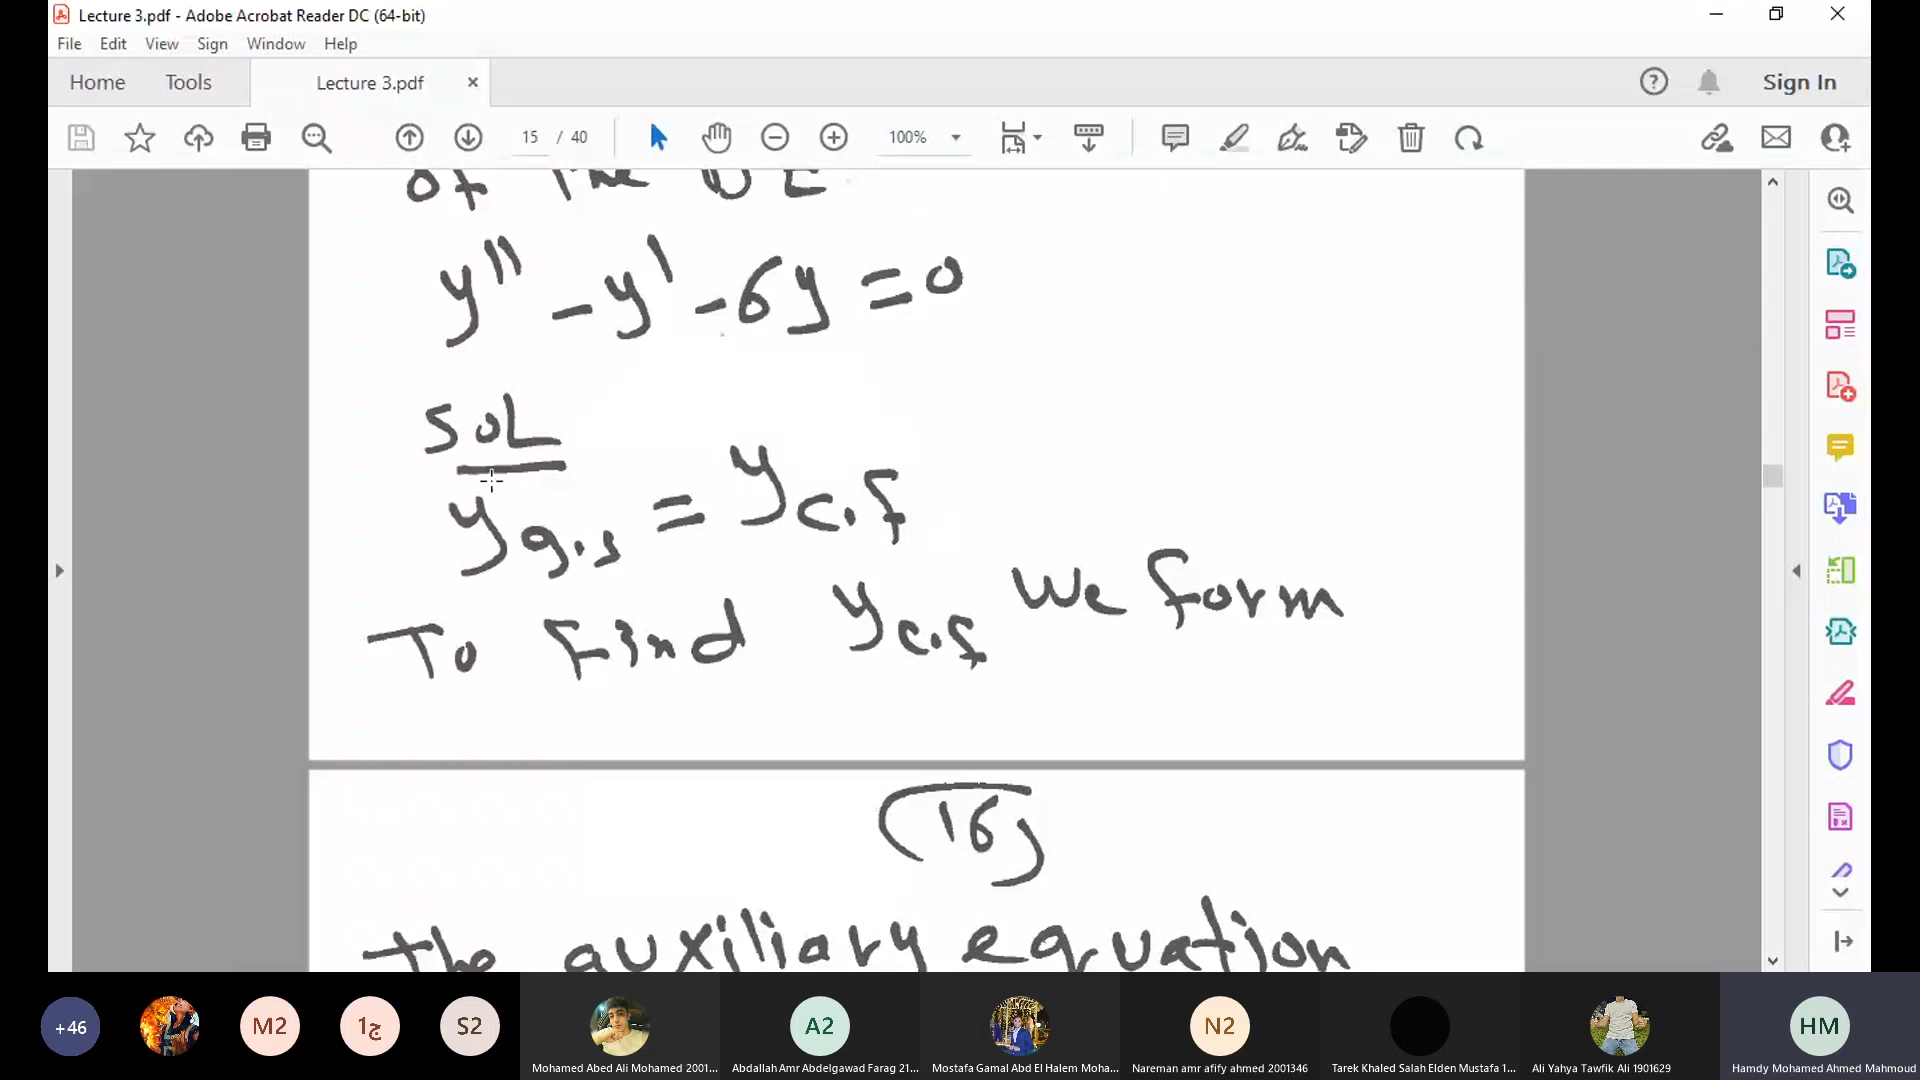 Lecture 3.pdf - Adobe Acrobat Reader DC (64-bit)
File Edit View Sign Window Help
Home Tools Lecture 3.pdf × Sign In
15 / 40 100%
of the DE
y'' - y' - 6y = 0
SOL
y g.s = y c.f
To Find y c.f We form
(16)
the auxiliary equation
+46 M2 ج1 S2 A2 N2 HM
Mohamed Abed Ali Mohamed 2001... Abdallah Amr Abdelgawad Farag 21... Mostafa Gamal Abd El Halem Moha... Nareman amr afify ahmed 2001346 Tarek Khaled Salah Elden Mustafa 1... Ali Yahya Tawfik Ali 1901629 Hamdy Mohamed Ahmed Mahmoud